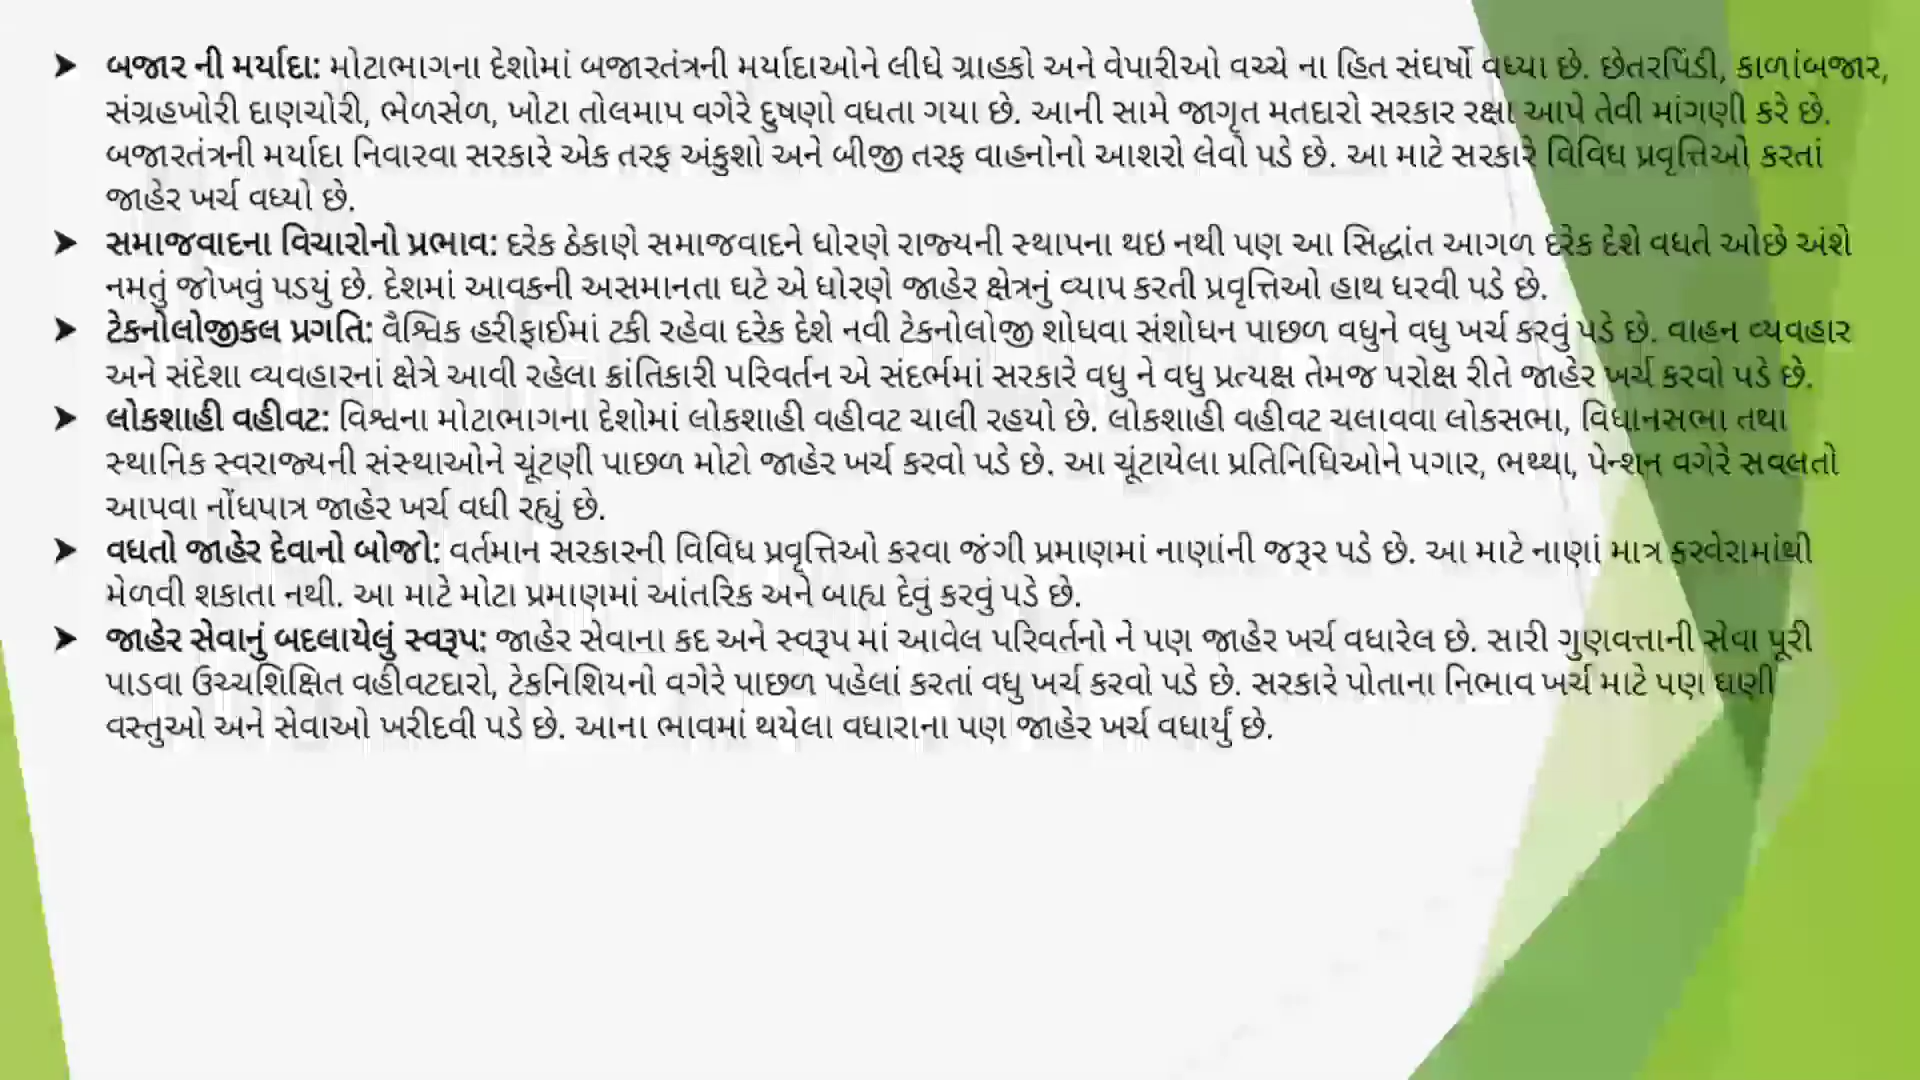 ➤ બજાર ની મર્યાદા: મોટાભાગના દેશોમાં બજારતંત્રની મર્યાદાઓને લીધે ગ્રાહકો અને વેપારીઓ વચ્ચે ના હિત સંઘર્ષો વધ્યા છે. છેતરપિંડી, કાળાંબજાર,
સંગ્રહખોરી દાણચોરી, ભેળસેળ, ખોટા તોલમાપ વગેરે દુષણો વધતા ગયા છે. આની સામે જાગૃત મતદારો સરકાર રક્ષા આપે તેવી માંગણી કરે છે.
બજારતંત્રની મર્યાદા નિવારવા સરકારે એક તરફ અંકુશો અને બીજી તરફ વાહનોનો આશરો લેવો પડે છે. આ માટે સરકારે વિવિધ પ્રવૃત્તિઓ કરતાં
જાહેર ખર્ચ વધ્યો છે.
➤ સમાજવાદના વિચારોનો પ્રભાવ: દરેક ઠેકાણે સમાજવાદને ધોરણે રાજ્યની સ્થાપના થઇ નથી પણ આ સિદ્ધાંત આગળ દરેક દેશે વધતે ઓછે અંશે
નમતું જોખવું પડયું છે. દેશમાં આવકની અસમાનતા ઘટે એ ધોરણે જાહેર ક્ષેત્રનું વ્યાપ કરતી પ્રવૃત્તિઓ હાથ ધરવી પડે છે.
➤ ટેકનોલોજીકલ પ્રગતિ: વૈશ્વિક હરીફાઈમાં ટકી રહેવા દરેક દેશે નવી ટેકનોલોજી શોધવા સંશોધન પાછળ વધુને વધુ ખર્ચ કરવું પડે છે. વાહન વ્યવહાર
અને સંદેશા વ્યવહારનાં ક્ષેત્રે આવી રહેલા ક્રાંતિકારી પરિવર્તન એ સંદર્ભમાં સરકારે વધુ ને વધુ પ્રત્યક્ષ તેમજ પરોક્ષ રીતે જાહેર ખર્ચ કરવો પડે છે.
➤ લોકશાહી વહીવટ: વિશ્વના મોટાભાગના દેશોમાં લોકશાહી વહીવટ ચાલી રહયો છે. લોકશાહી વહીવટ ચલાવવા લોકસભા, વિધાનસભા તથા
સ્થાનિક સ્વરાજ્યની સંસ્થાઓને ચૂંટણી પાછળ મોટો જાહેર ખર્ચ કરવો પડે છે. આ ચૂંટાયેલા પ્રતિનિધિઓને પગાર, ભથ્થા, પેન્શન વગેરે સવલતો
આપવા નોંધપાત્ર જાહેર ખર્ચ વધી રહ્યું છે.
➤ વધતો જાહેર દેવાનો બોજો: વર્તમાન સરકારની વિવિધ પ્રવૃત્તિઓ કરવા જંગી પ્રમાણમાં નાણાંની જરૂર પડે છે. આ માટે નાણાં માત્ર કરવેરામાંથી
મેળવી શકાતા નથી. આ માટે મોટા પ્રમાણમાં આંતરિક અને બાહ્ય દેવું કરવું પડે છે.
➤ જાહેર સેવાનું બદલાયેલું સ્વરૂપ: જાહેર સેવાના કદ અને સ્વરૂપ માં આવેલ પરિવર્તનો ને પણ જાહેર ખર્ચ વધારેલ છે. સારી ગુણવત્તાની સેવા પૂરી
પાડવા ઉચ્ચશિક્ષિત વહીવટદારો, ટેકનિશિયનો વગેરે પાછળ પહેલાં કરતાં વધુ ખર્ચ કરવો પડે છે. સરકારે પોતાના નિભાવ ખર્ચ માટે પણ ઘણી
વસ્તુઓ અને સેવાઓ ખરીદવી પડે છે. આના ભાવમાં થયેલા વધારાના પણ જાહેર ખર્ચ વધાર્યું છે.